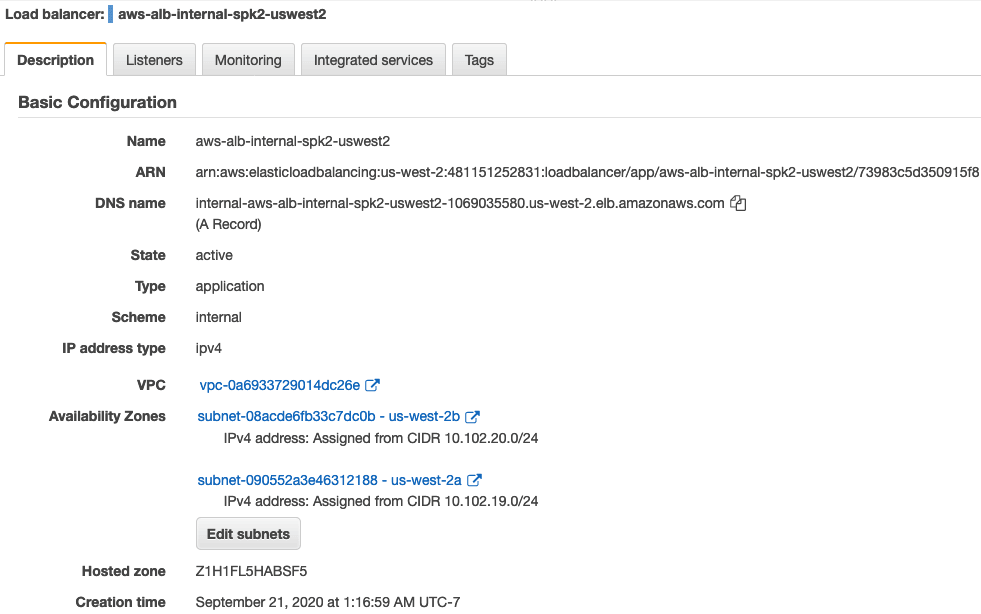 Load balancer: aws-alb-internal-spk2-uswest2
Description Listeners Monitoring Integrated services Tags
Basic Configuration
Name aws-alb-internal-spk2-uswest2
ARN arn:aws:elasticloadbalancing:us-west-2:481151252831:loadbalancer/app/aws-alb-internal-spk2-uswest2/73983c5d350915f8
DNS name internal-aws-alb-internal-spk2-uswest2-1069035580.us-west-2.elb.amazonaws.com
(A Record)
State active
Type application
Scheme internal
IP address type ipv4
VPC vpc-0a6933729014dc26e
Availability Zones subnet-08acde6fb33c7dc0b - us-west-2b
IPv4 address: Assigned from CIDR 10.102.20.0/24
subnet-090552a3e46312188 - us-west-2a
IPv4 address: Assigned from CIDR 10.102.19.0/24
Edit subnets
Hosted zone Z1H1FL5HABSF5
Creation time September 21, 2020 at 1:16:59 AM UTC-7